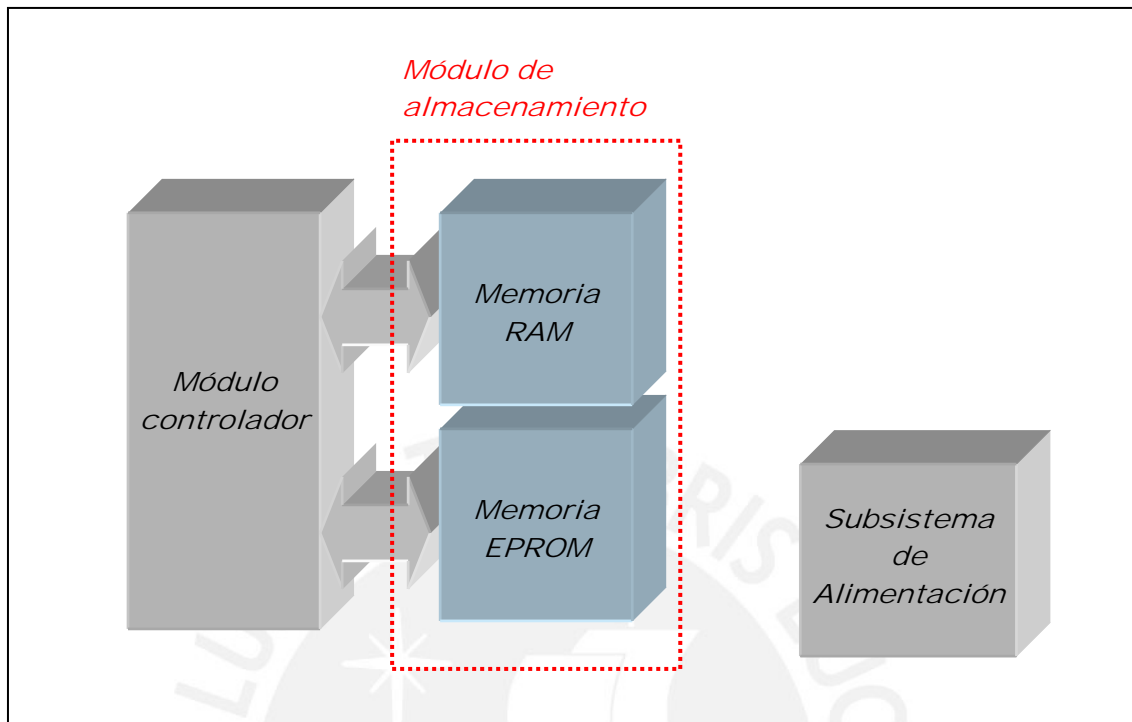 Módulo de
almacenamiento
Memoria
RAM
Módulo
controlador
Memoria
EPROM
Subsistema
de
Alimentación